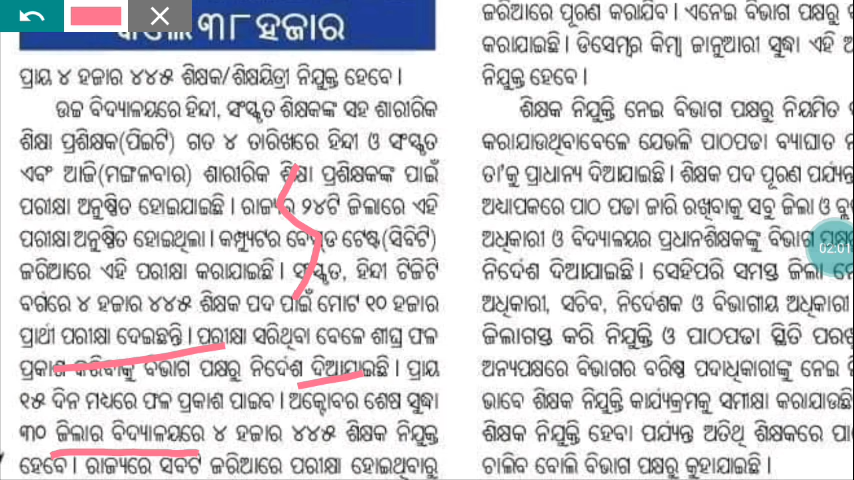 ୩୮ ହଜାର
ପ୍ରାୟ ୪ ହଜାର ୪୪୫ ଶିକ୍ଷକ/ଶିକ୍ଷୟିତ୍ରୀ ନିଯୁକ୍ତ ହେବେ ।
ଉଚ୍ଚ ବିଦ୍ୟାଳୟରେ ହିନ୍ଦୀ, ସଂସ୍କୃତ ଶିକ୍ଷକଙ୍କ ସହ ଶାରୀରିକ
ଶିକ୍ଷା ପ୍ରଶିକ୍ଷକ(ପିଇଟି) ଗତ ୪ ତାରିଖରେ ହିନ୍ଦୀ ଓ ସଂସ୍କୃତ
ଏବଂ ଆଜି(ମଙ୍ଗଳବାର) ଶାରୀରିକ ଶିକ୍ଷା ପ୍ରଶିକ୍ଷକଙ୍କ ପାଇଁ
ପରୀକ୍ଷା ଅନୁଷ୍ଠିତ ହୋଇଯାଇଛି । ରାଜ୍ୟର ୨୪ଟି ଜିଲାରେ ଏହି
ପରୀକ୍ଷା ଅନୁଷ୍ଠିତ ହୋଇଥିଲା । କମ୍ପ୍ୟୁଟର ବେସ୍‌ଡ ଟେଷ୍ଟ(ସିବିଟି)
ଜରିଆରେ ଏହି ପରୀକ୍ଷା କରାଯାଇଛି । ସଂସ୍କୃତ, ହିନ୍ଦୀ ଟିଜିଟି
ବର୍ଗରେ ୪ ହଜାର ୪୪୫ ଶିକ୍ଷକ ପଦ ପାଇଁ ମୋଟ ୧୦ ହଜାର
ପ୍ରାର୍ଥୀ ପରୀକ୍ଷା ଦେଇଛନ୍ତି । ପରୀକ୍ଷା ସରିଥିବା ବେଳେ ଶୀଘ୍ର ଫଳ
ପ୍ରକାଶ କରିବାକୁ ବିଭାଗ ପକ୍ଷରୁ ନିର୍ଦେଶ ଦିଆଯାଇଛି । ପ୍ରାୟ
୧୫ ଦିନ ମଧ୍ୟରେ ଫଳ ପ୍ରକାଶ ପାଇବ । ଅକ୍ଟୋବର ଶେଷ ସୁଦ୍ଧା
୩୦ ଜିଲାର ବିଦ୍ୟାଳୟରେ ୪ ହଜାର ୪୪୫ ଶିକ୍ଷକ ନିଯୁକ୍ତ
ହେବେ । ରାଜ୍ୟରେ ସିବିଟି ଜରିଆରେ ପରୀକ୍ଷା ହୋଇଥିବାରୁ
ଜରିଆରେ ପୂରଣ କରାଯିବ । ଏନେଇ ବିଭାଗ ପକ୍ଷରୁ
କରାଯାଇଛି । ଡିସେମ୍ବର କିମ୍ବା ଜାନୁଆରୀ ସୁଦ୍ଧା ଏହି
ନିଯୁକ୍ତ ହେବେ ।
ଶିକ୍ଷକ ନିଯୁକ୍ତି ନେଇ ବିଭାଗ ପକ୍ଷରୁ ନିୟମିତ
କରାଯାଉଥିବାବେଳେ ଯେଭଳି ପାଠପଢା ବ୍ୟାଘାତ
ତା'କୁ ପ୍ରାଧାନ୍ୟ ଦିଆଯାଇଛି । ଶିକ୍ଷକ ପଦ ପୂରଣ ପର୍ଯ୍ୟନ୍ତ
ଅଧ୍ୟାପକରେ ପାଠ ପଢା ଜାରି ରଖିବାକୁ ସବୁ ଜିଲା ଓ
ଅଧିକାରୀ ଓ ବିଦ୍ୟାଳୟର ପ୍ରଧାନଶିକ୍ଷକଙ୍କୁ ବିଭାଗ ପକ୍ଷରୁ
02:01
ନିର୍ଦେଶ ଦିଆଯାଇଛି । ସେହିପରି ସମସ୍ତ ଜିଲା
ଅଧିକାରୀ, ସଚିବ, ନିର୍ଦେଶକ ଓ ବିଭାଗୀୟ ଅଧିକାରୀ
ଜିଲାଗସ୍ତ କରି ନିଯୁକ୍ତି ଓ ପାଠପଢା ସ୍ଥିତି
ଅନ୍ୟପକ୍ଷରେ ବିଭାଗର ବରିଷ୍ଠ ପଦାଧିକାରୀଙ୍କୁ ନେଇ
ଭାବେ ଶିକ୍ଷକ ନିଯୁକ୍ତି କାର୍ଯ୍ୟକ୍ରମକୁ ସମୀକ୍ଷା କରାଯାଉଛି
ଶିକ୍ଷକ ନିଯୁକ୍ତି ହେବା ପର୍ଯ୍ୟନ୍ତ ଅତିଥି ଶିକ୍ଷକରେ
ଚାଲିବ ବୋଲି ବିଭାଗ ପକ୍ଷରୁ କୁହାଯାଇଛି ।